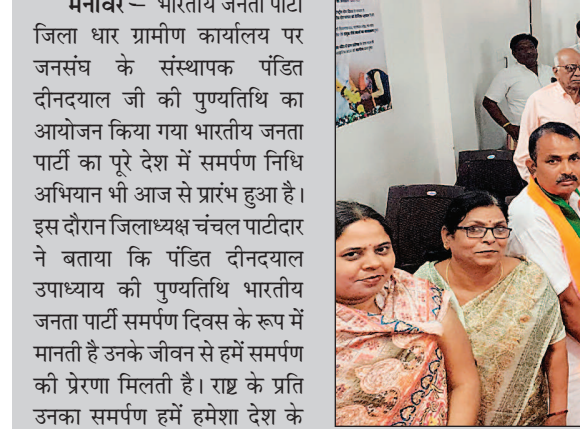 मनावर – भारतीय जनता पार्टी
जिला धार ग्रामीण कार्यालय पर
जनसंघ के संस्थापक पंडित
दीनदयाल जी की पुण्यतिथि का
आयोजन किया गया भारतीय जनता
पार्टी का पूरे देश में समर्पण निधि
अभियान भी आज से प्रारंभ हुआ है।
इस दौरान जिलाध्यक्ष चंचल पाटीदार
ने बताया कि पंडित दीनदयाल
उपाध्याय की पुण्यतिथि भारतीय
जनता पार्टी समर्पण दिवस के रूप में
मानती है उनके जीवन से हमें समर्पण
की प्रेरणा मिलती है। राष्ट्र के प्रति
उनका समर्पण हमें हमेशा देश के